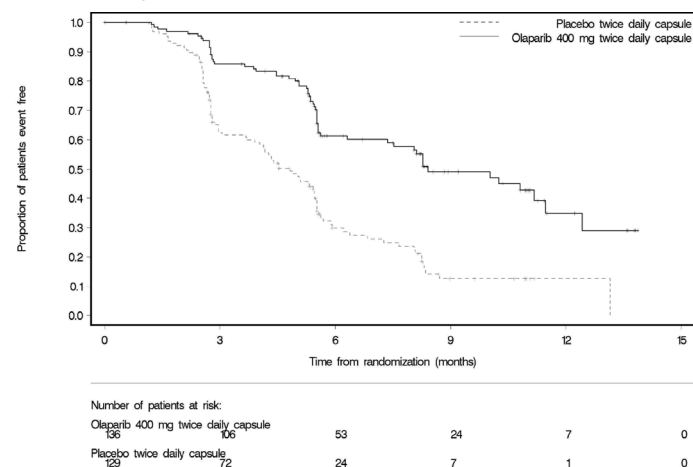 Placebo twice daily capsule
Olaparib 400 mg twice daily capsule
1.0
0.9
0.8
0.7
0.6
0.5
0.4
0.3
0.2
0.1
0.0
Proportion of patients event free
0 3 6 9 12 15
Time from randomization (months)
Number of patients at risk:
Olaparib 400 mg twice daily capsule
136 106 53 24 7 0
Placebo twice daily capsule
129 72 24 7 1 0